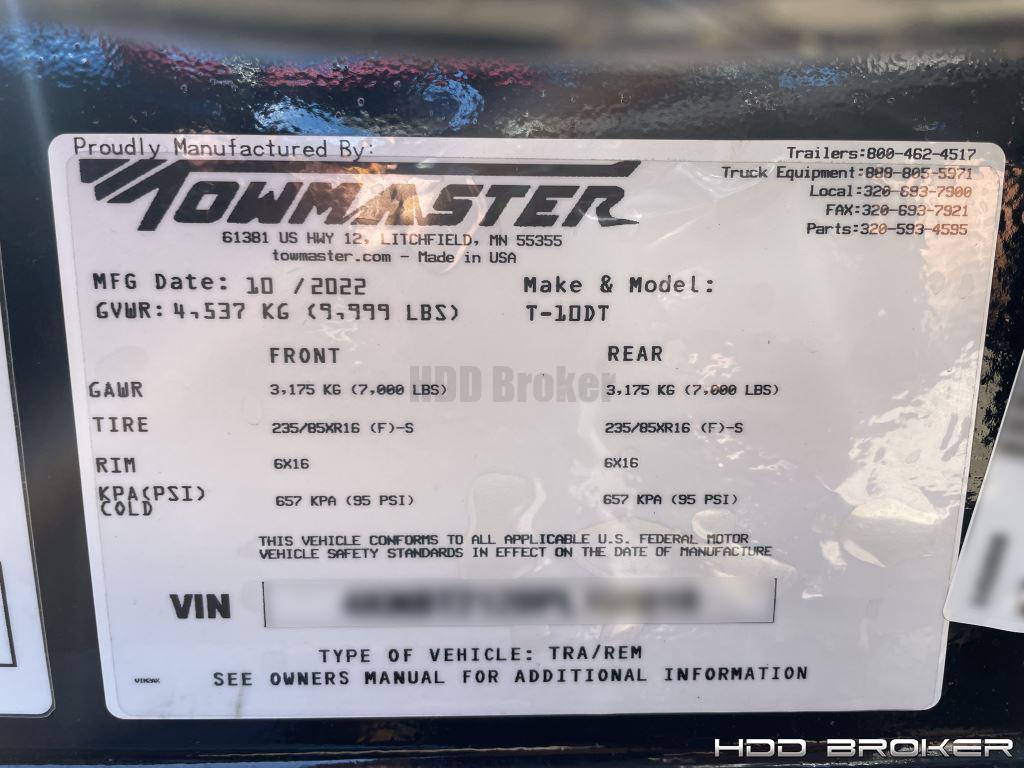 Proudly Manufactured By:
TOWMASTER
61381 US HWY 12, LITCHFIELD, MN 55355
towmaster.com - Made in USA
Trailers:800-462-4517
Truck Equipment:888-805-5971
Local:320-693-7900
FAX:320-693-7921
Parts:320-593-4595
MFG Date: 10 /2022
Make & Model:
GVWR: 4,537 KG (9,999 LBS)
T-10DT
FRONT REAR
GAWR 3,175 KG (7,000 LBS) 3,175 KG (7,000 LBS)
HDD Broker
TIRE 235/85XR16 (F)-S 235/85XR16 (F)-S
RIM 6X16 6X16
KPA(PSI) COLD 657 KPA (95 PSI) 657 KPA (95 PSI)
THIS VEHICLE CONFORMS TO ALL APPLICABLE U.S. FEDERAL MOTOR
VEHICLE SAFETY STANDARDS IN EFFECT ON THE DATE OF MANUFACTURE
VIN
TYPE OF VEHICLE: TRA/REM
SEE OWNERS MANUAL FOR ADDITIONAL INFORMATION
HDD BROKER